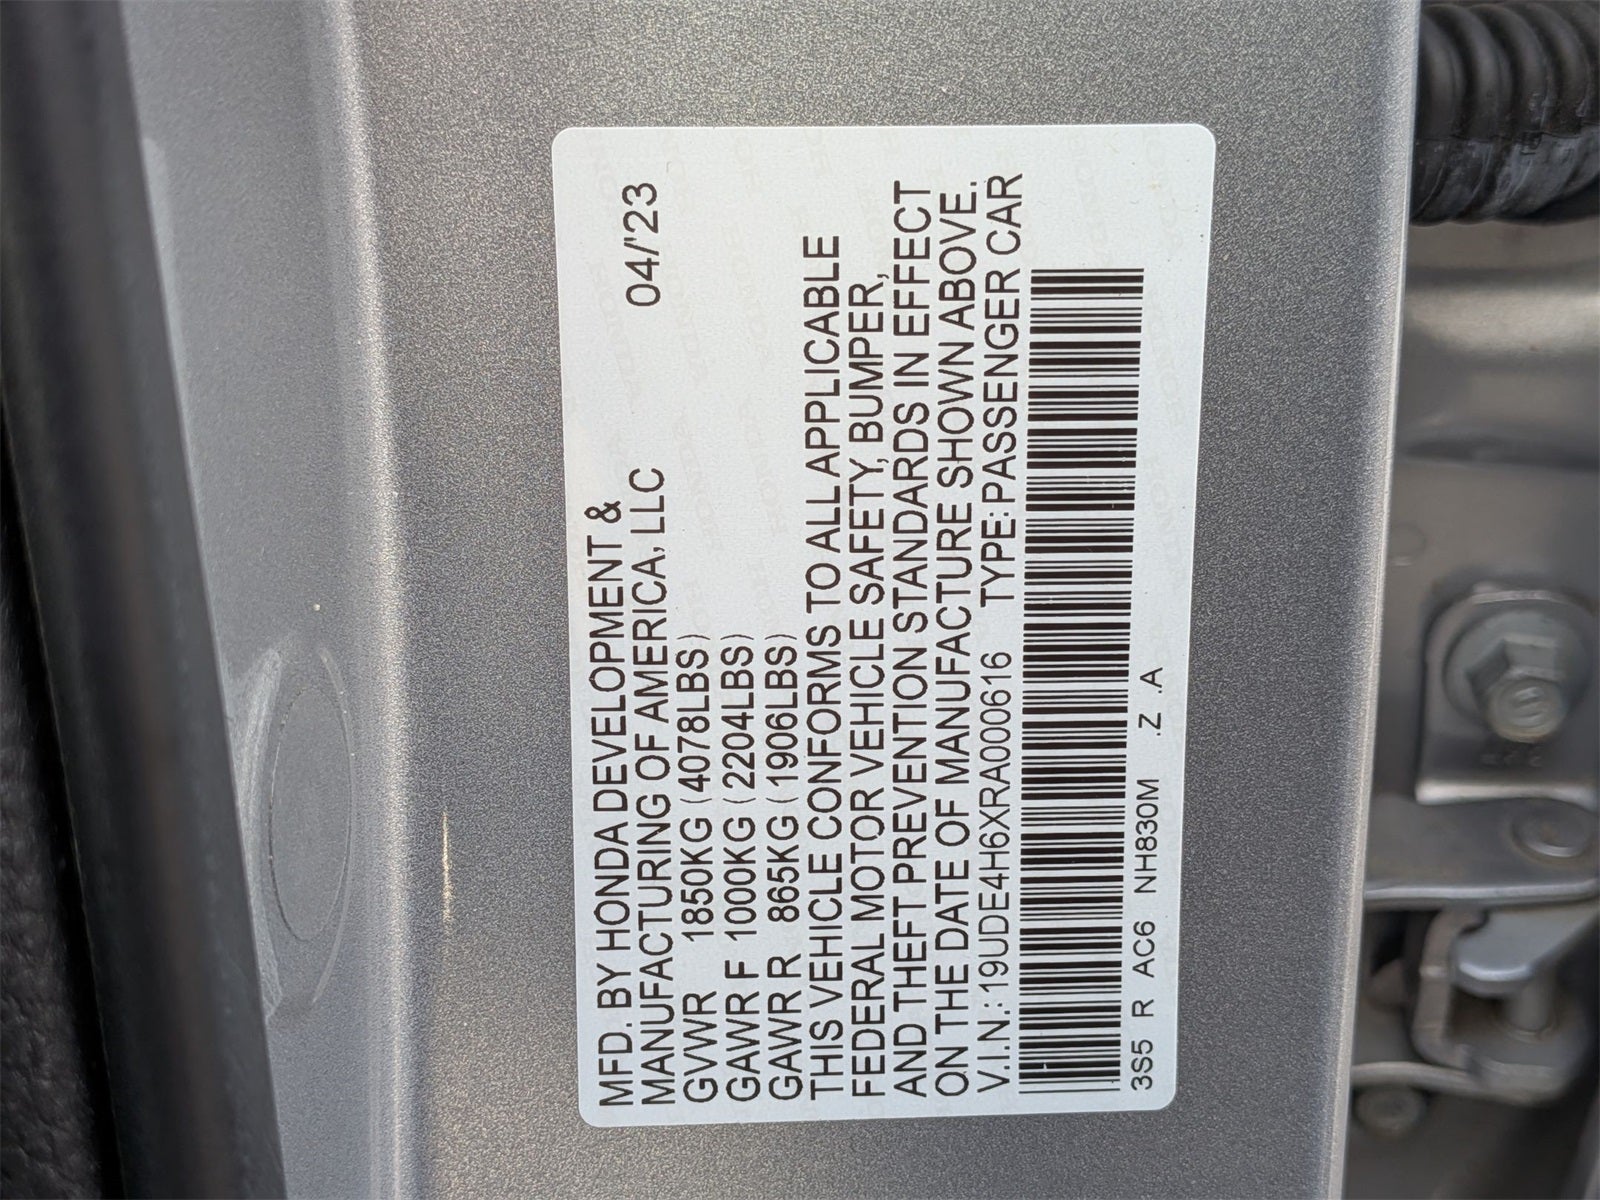 MFD. BY HONDA DEVELOPMENT &
MANUFACTURING OF AMERICA, LLC 04/'23
GVWR 1850KG (4078LBS)
GAWR F 1000KG (2204LBS)
GAWR R 865KG (1906LBS)
THIS VEHICLE CONFORMS TO ALL APPLICABLE
FEDERAL MOTOR VEHICLE SAFETY, BUMPER,
AND THEFT PREVENTION STANDARDS IN EFFECT
ON THE DATE OF MANUFACTURE SHOWN ABOVE.
V.I.N.: 19UDE4H6XRA000616 TYPE: PASSENGER CAR
3S5 R AC6 NH830M .Z .A